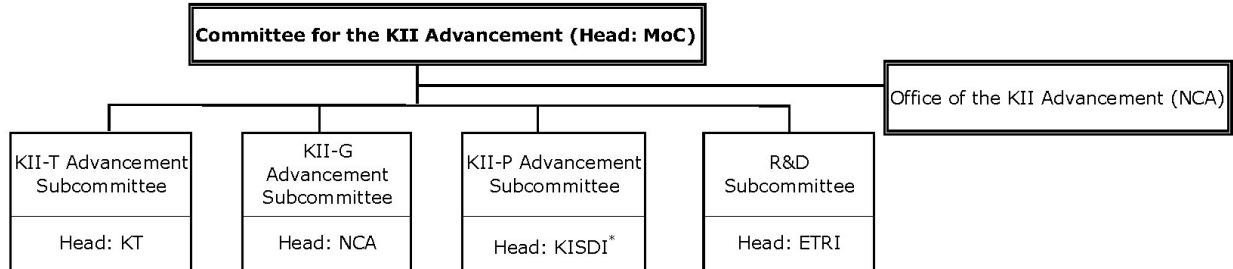 Committee for the KII Advancement (Head: MoC)
Office of the KII Advancement (NCA)
KII-T Advancement
Subcommittee
Head: KT
KII-G
Advancement
Subcommittee
Head: NCA
KII-P Advancement
Subcommittee
Head: KISDI*
R&D
Subcommittee
Head: ETRI